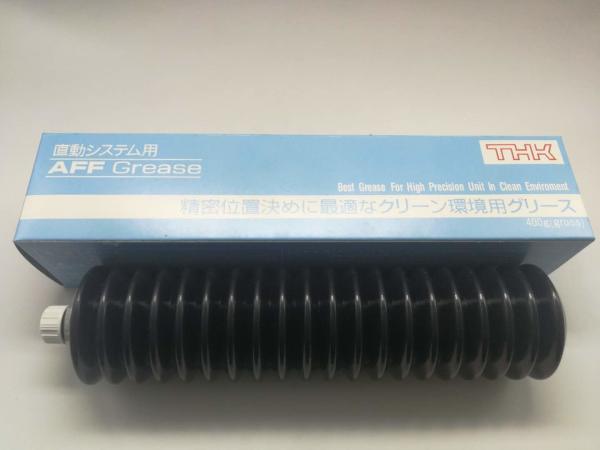 直動システム用
AFF Grease
THK
Best Grease For High Precision Unit In Clean Enviroment
精密位置決めに最適なクリーン環境用グリース
400g(gross)